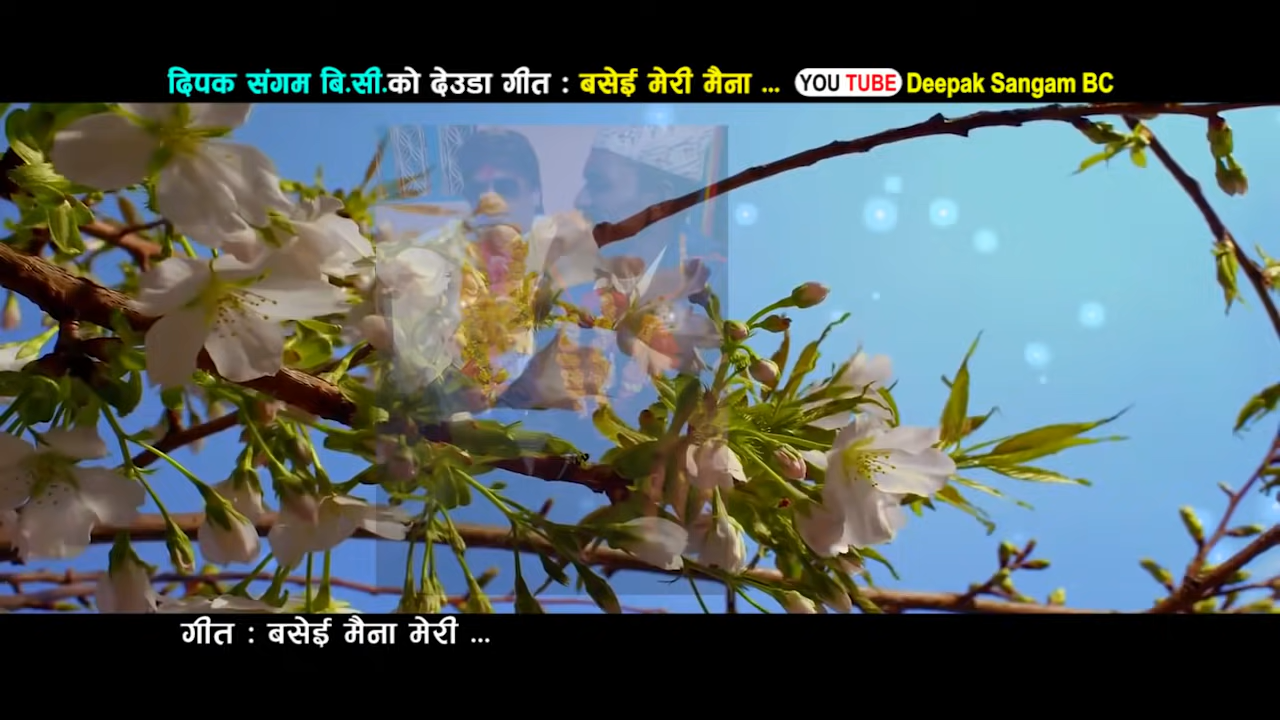 दिपक संगम बि.सी.को देउडा गीत : बसेई मेरी मैना ... YOU TUBE Deepak Sangam BC
गीत : बसेई मैना मेरी ...